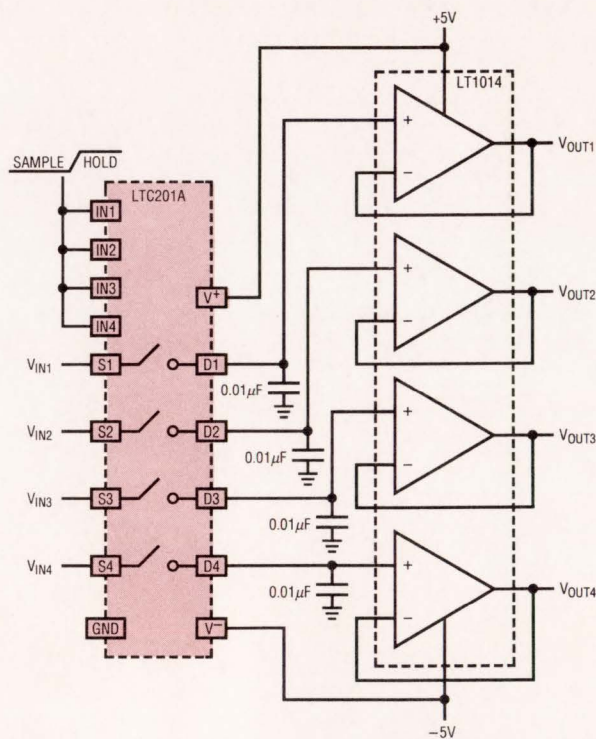 +5V
LT1014
SAMPLE HOLD
LTC201A
IN1
IN2
IN3
IN4
V+
+
−
VOUT1
+
−
VOUT2
VIN1
S1
D1
0.01µF
VIN2
S2
D2
0.01µF
+
−
VOUT3
VIN3
S3
D3
0.01µF
VIN4
S4
D4
0.01µF
+
−
VOUT4
GND
V−
−5V